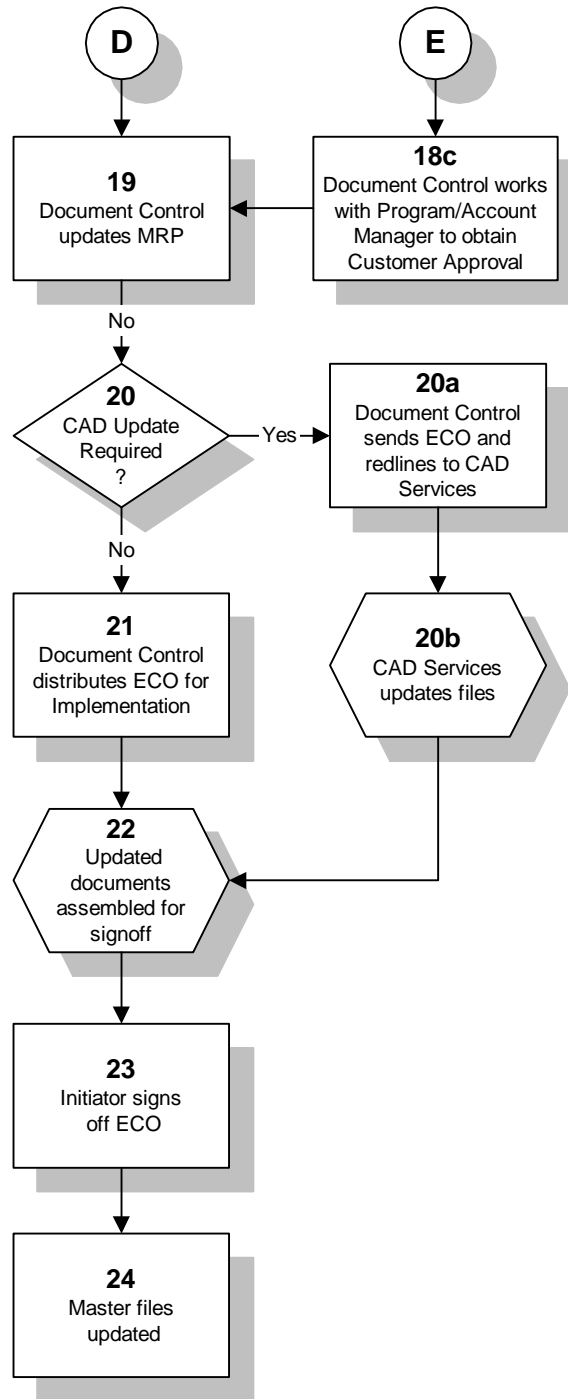 D
E
19
Document Control
updates MRP
18c
Document Control works
with Program/Account
Manager to obtain
Customer Approval
No
20
CAD Update
Required
?
Yes
20a
Document Control
sends ECO and
redlines to CAD
Services
No
21
Document Control
distributes ECO for
Implementation
20b
CAD Services
updates files
22
Updated
documents
assembled for
signoff
23
Initiator signs
off ECO
24
Master files
updated